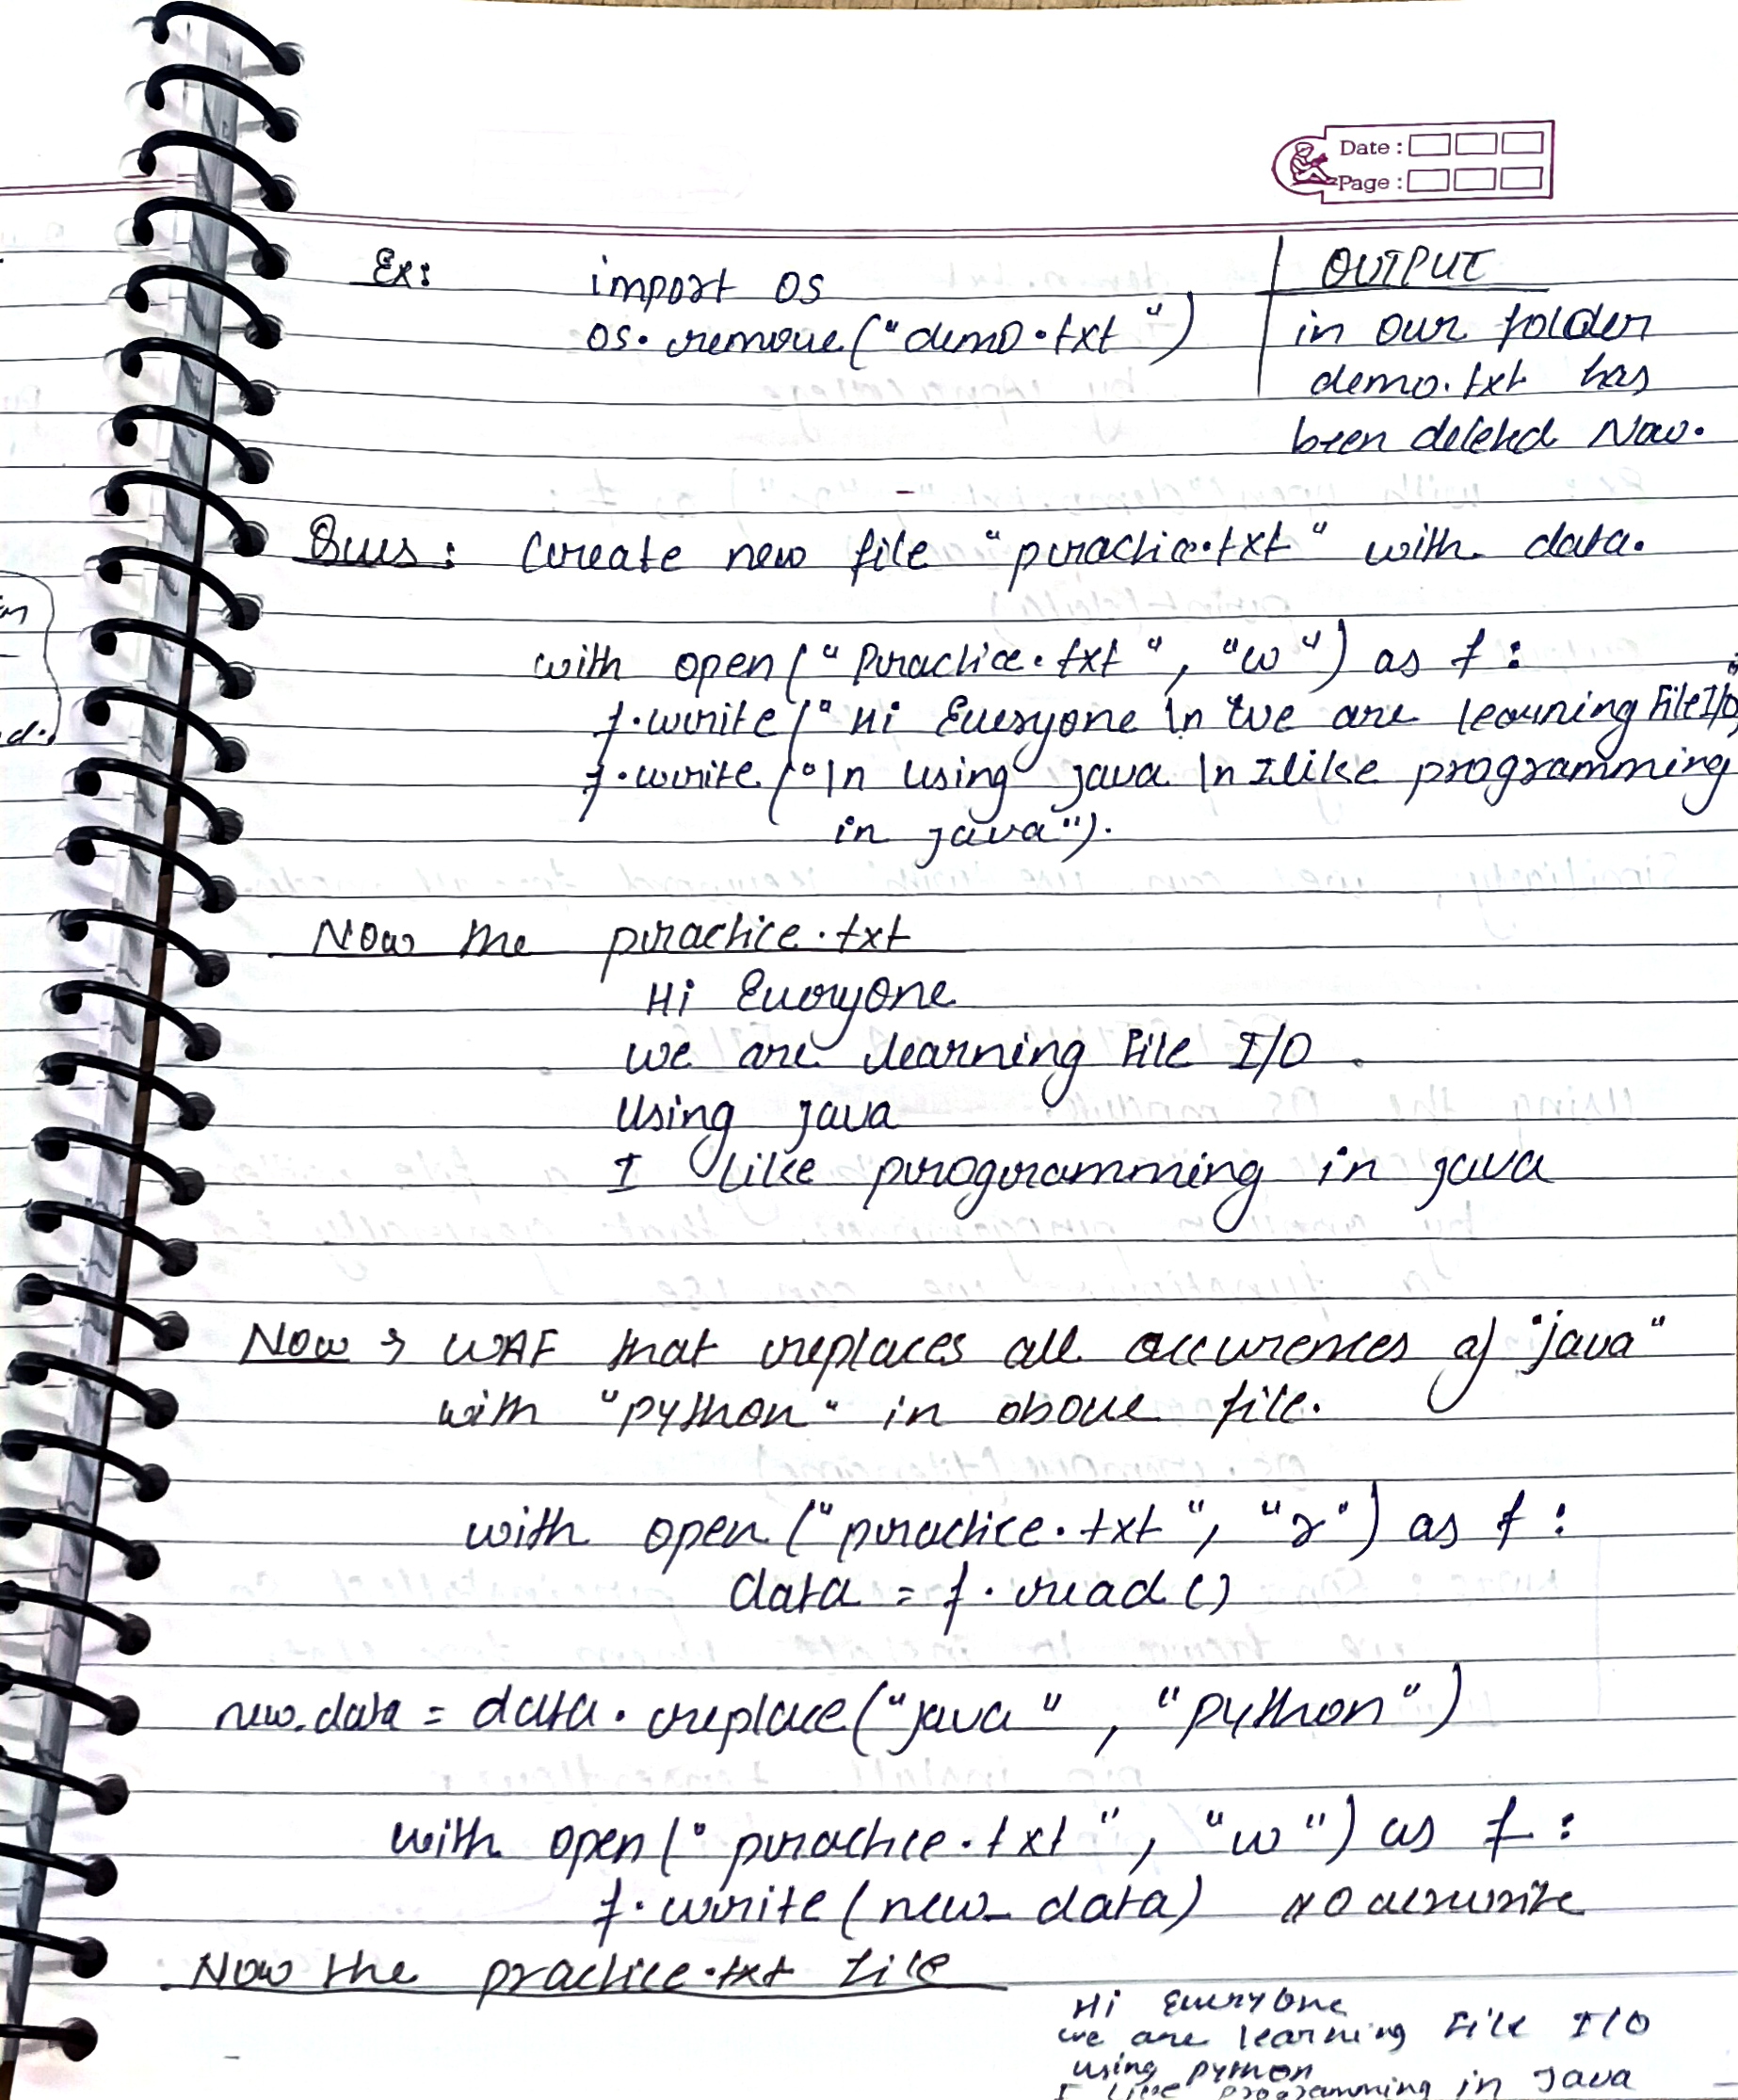 Date :
Page :
Ex: import os
os.remove("demo.txt")
OUTPUT
in our folder
demo.txt has
been deleted Now.
Ques: Create new file "practice.txt" with data.
with open("Practice.txt", "w") as f:
f.write("Hi Everyone \n we are learning File I/O
f.write("\n using java \n I like programming
in java").
Now the practice.txt
Hi Everyone
we are learning File I/O.
Using java
I like programming in java
Now WAF that replaces all occurences of "java"
with "python" in above file.
with open("practice.txt", "r") as f:
data = f.read()
new_data = data.replace("java", "python")
with open("practice.txt", "w") as f:
f.write(new_data) overwrite
Now the practice.txt file
Hi Everyone
we are learning File I/O
using python
I like programming in Java